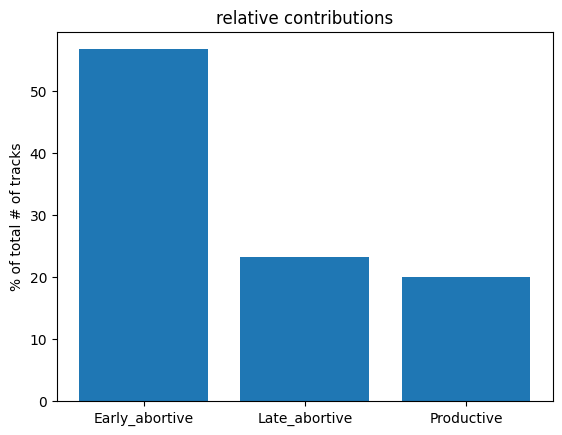 relative contributions
% of total # of tracks
50
40
30
20
10
0
Early_abortive
Late_abortive
Productive